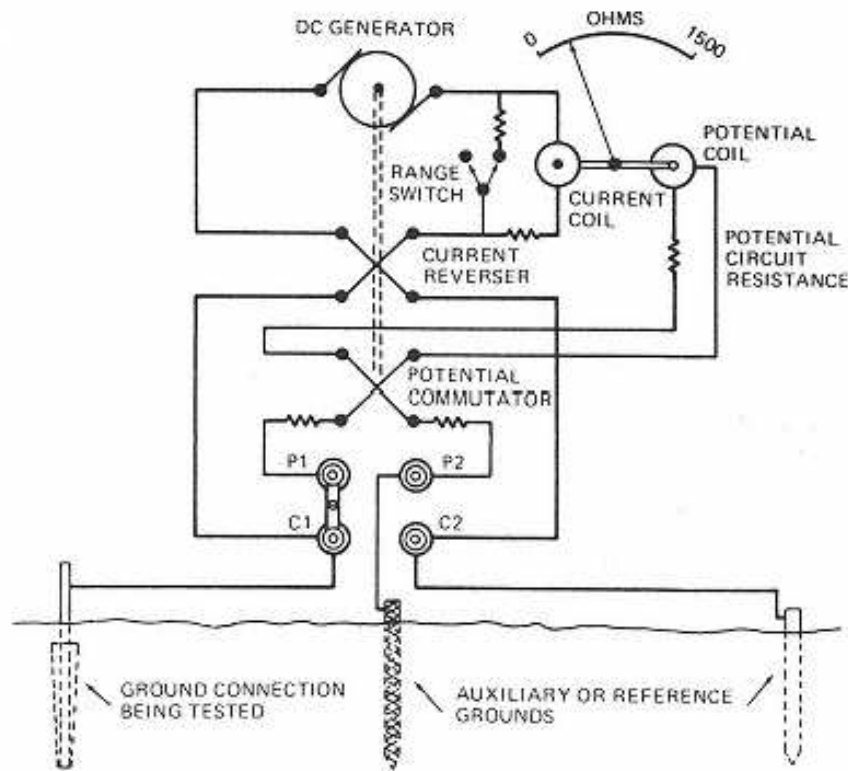 DC GENERATOR
OHMS
0
1500
POTENTIAL
COIL
RANGE
SWITCH
CURRENT
COIL
CURRENT
REVERSER
POTENTIAL
CIRCUIT
RESISTANCE
POTENTIAL
COMMUTATOR
P1
P2
C1
C2
GROUND CONNECTION
BEING TESTED
AUXILIARY OR REFERENCE
GROUNDS